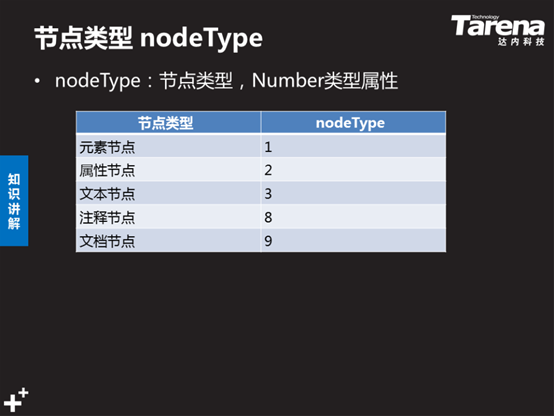 节点类型 nodeType
Technology
Tarena
达内科技
• nodeType：节点类型，Number类型属性
节点类型 nodeType
元素节点 1
属性节点 2
文本节点 3
注释节点 8
文档节点 9
知识讲解